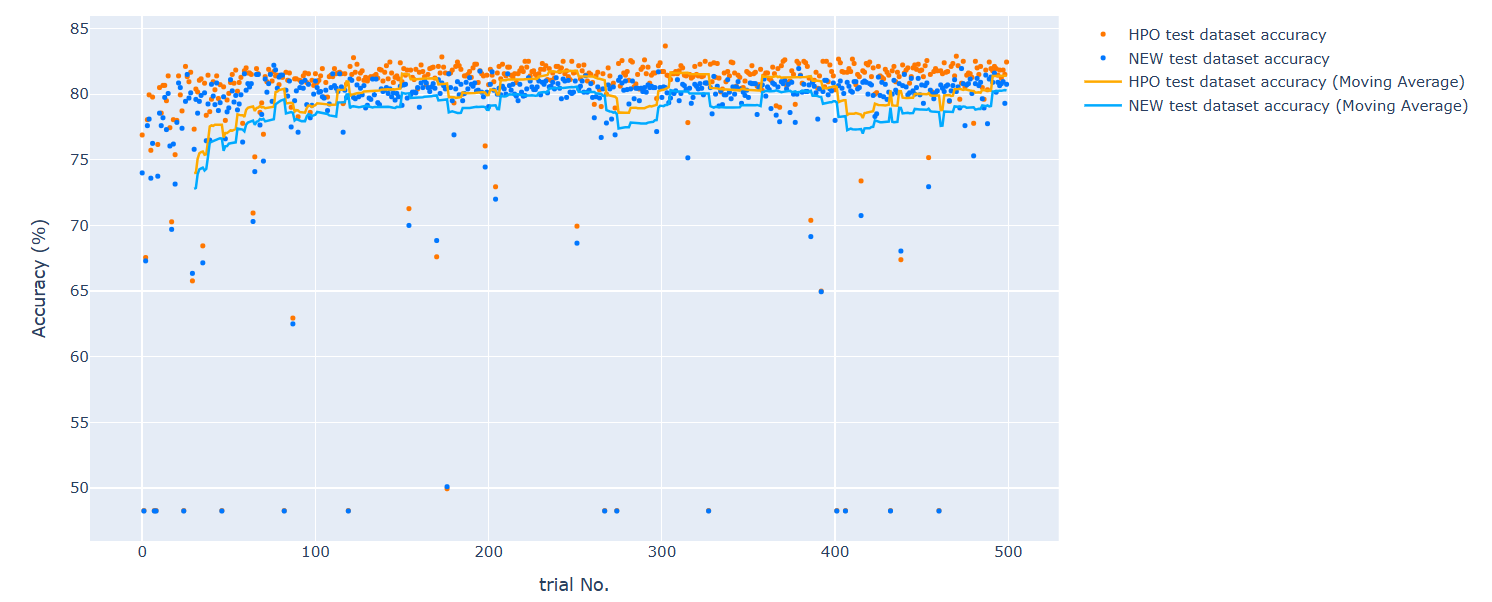 85
80
75
70
65
60
55
50
Accuracy (%)
0 100 200 300 400 500
trial No.
HPO test dataset accuracy
NEW test dataset accuracy
HPO test dataset accuracy (Moving Average)
NEW test dataset accuracy (Moving Average)